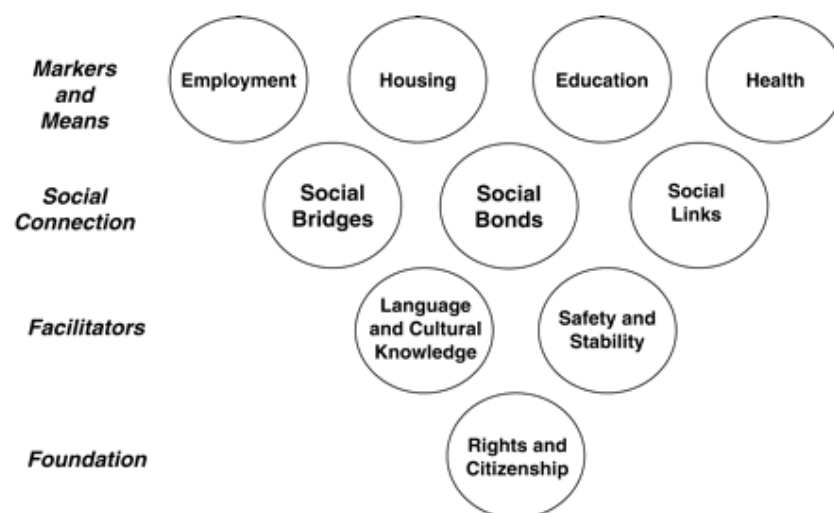 Markers
and
Means
Employment
Housing
Education
Health
Social
Connection
Social
Bridges
Social
Bonds
Social
Links
Facilitators
Language
and Cultural
Knowledge
Safety and
Stability
Foundation
Rights and
Citizenship